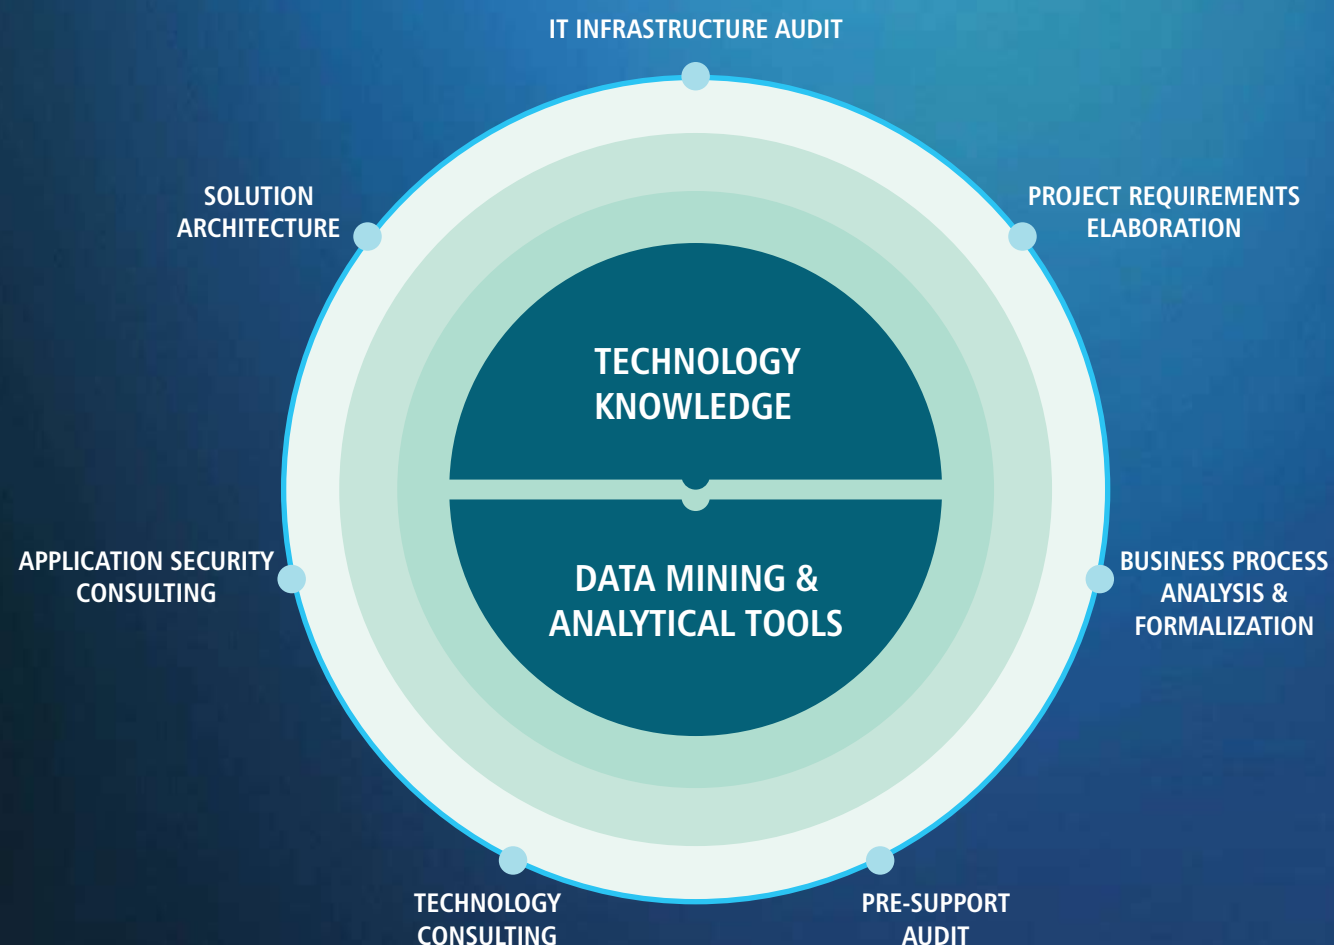 IT INFRASTRUCTURE AUDIT
SOLUTION
ARCHITECTURE
PROJECT REQUIREMENTS
ELABORATION
TECHNOLOGY
KNOWLEDGE
APPLICATION SECURITY
CONSULTING
DATA MINING &
ANALYTICAL TOOLS
BUSINESS PROCESS
ANALYSIS &
FORMALIZATION
TECHNOLOGY
CONSULTING
PRE-SUPPORT
AUDIT